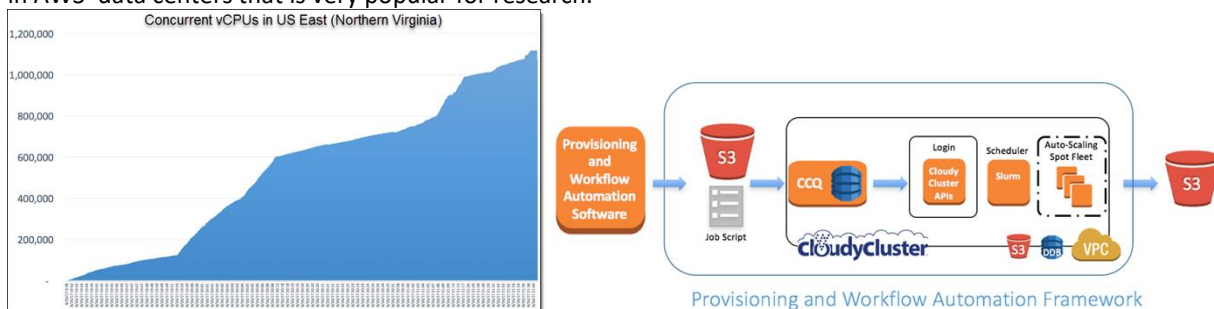 in AWS data centers that is very popular for research.
Concurrent vCPUs in US East (Northern Virginia)
1,200,000
1,000,000
800,000
600,000
400,000
200,000
-
Provisioning
and
Workflow
Automation
Software
S3
Job Script
CCQ
Login
Cloudy
Cluster
APIs
Scheduler
Slurm
Auto-Scaling
Spot Fleet
CloudyCluster
S3
DDB
VPC
S3
Provisioning and Workflow Automation Framework